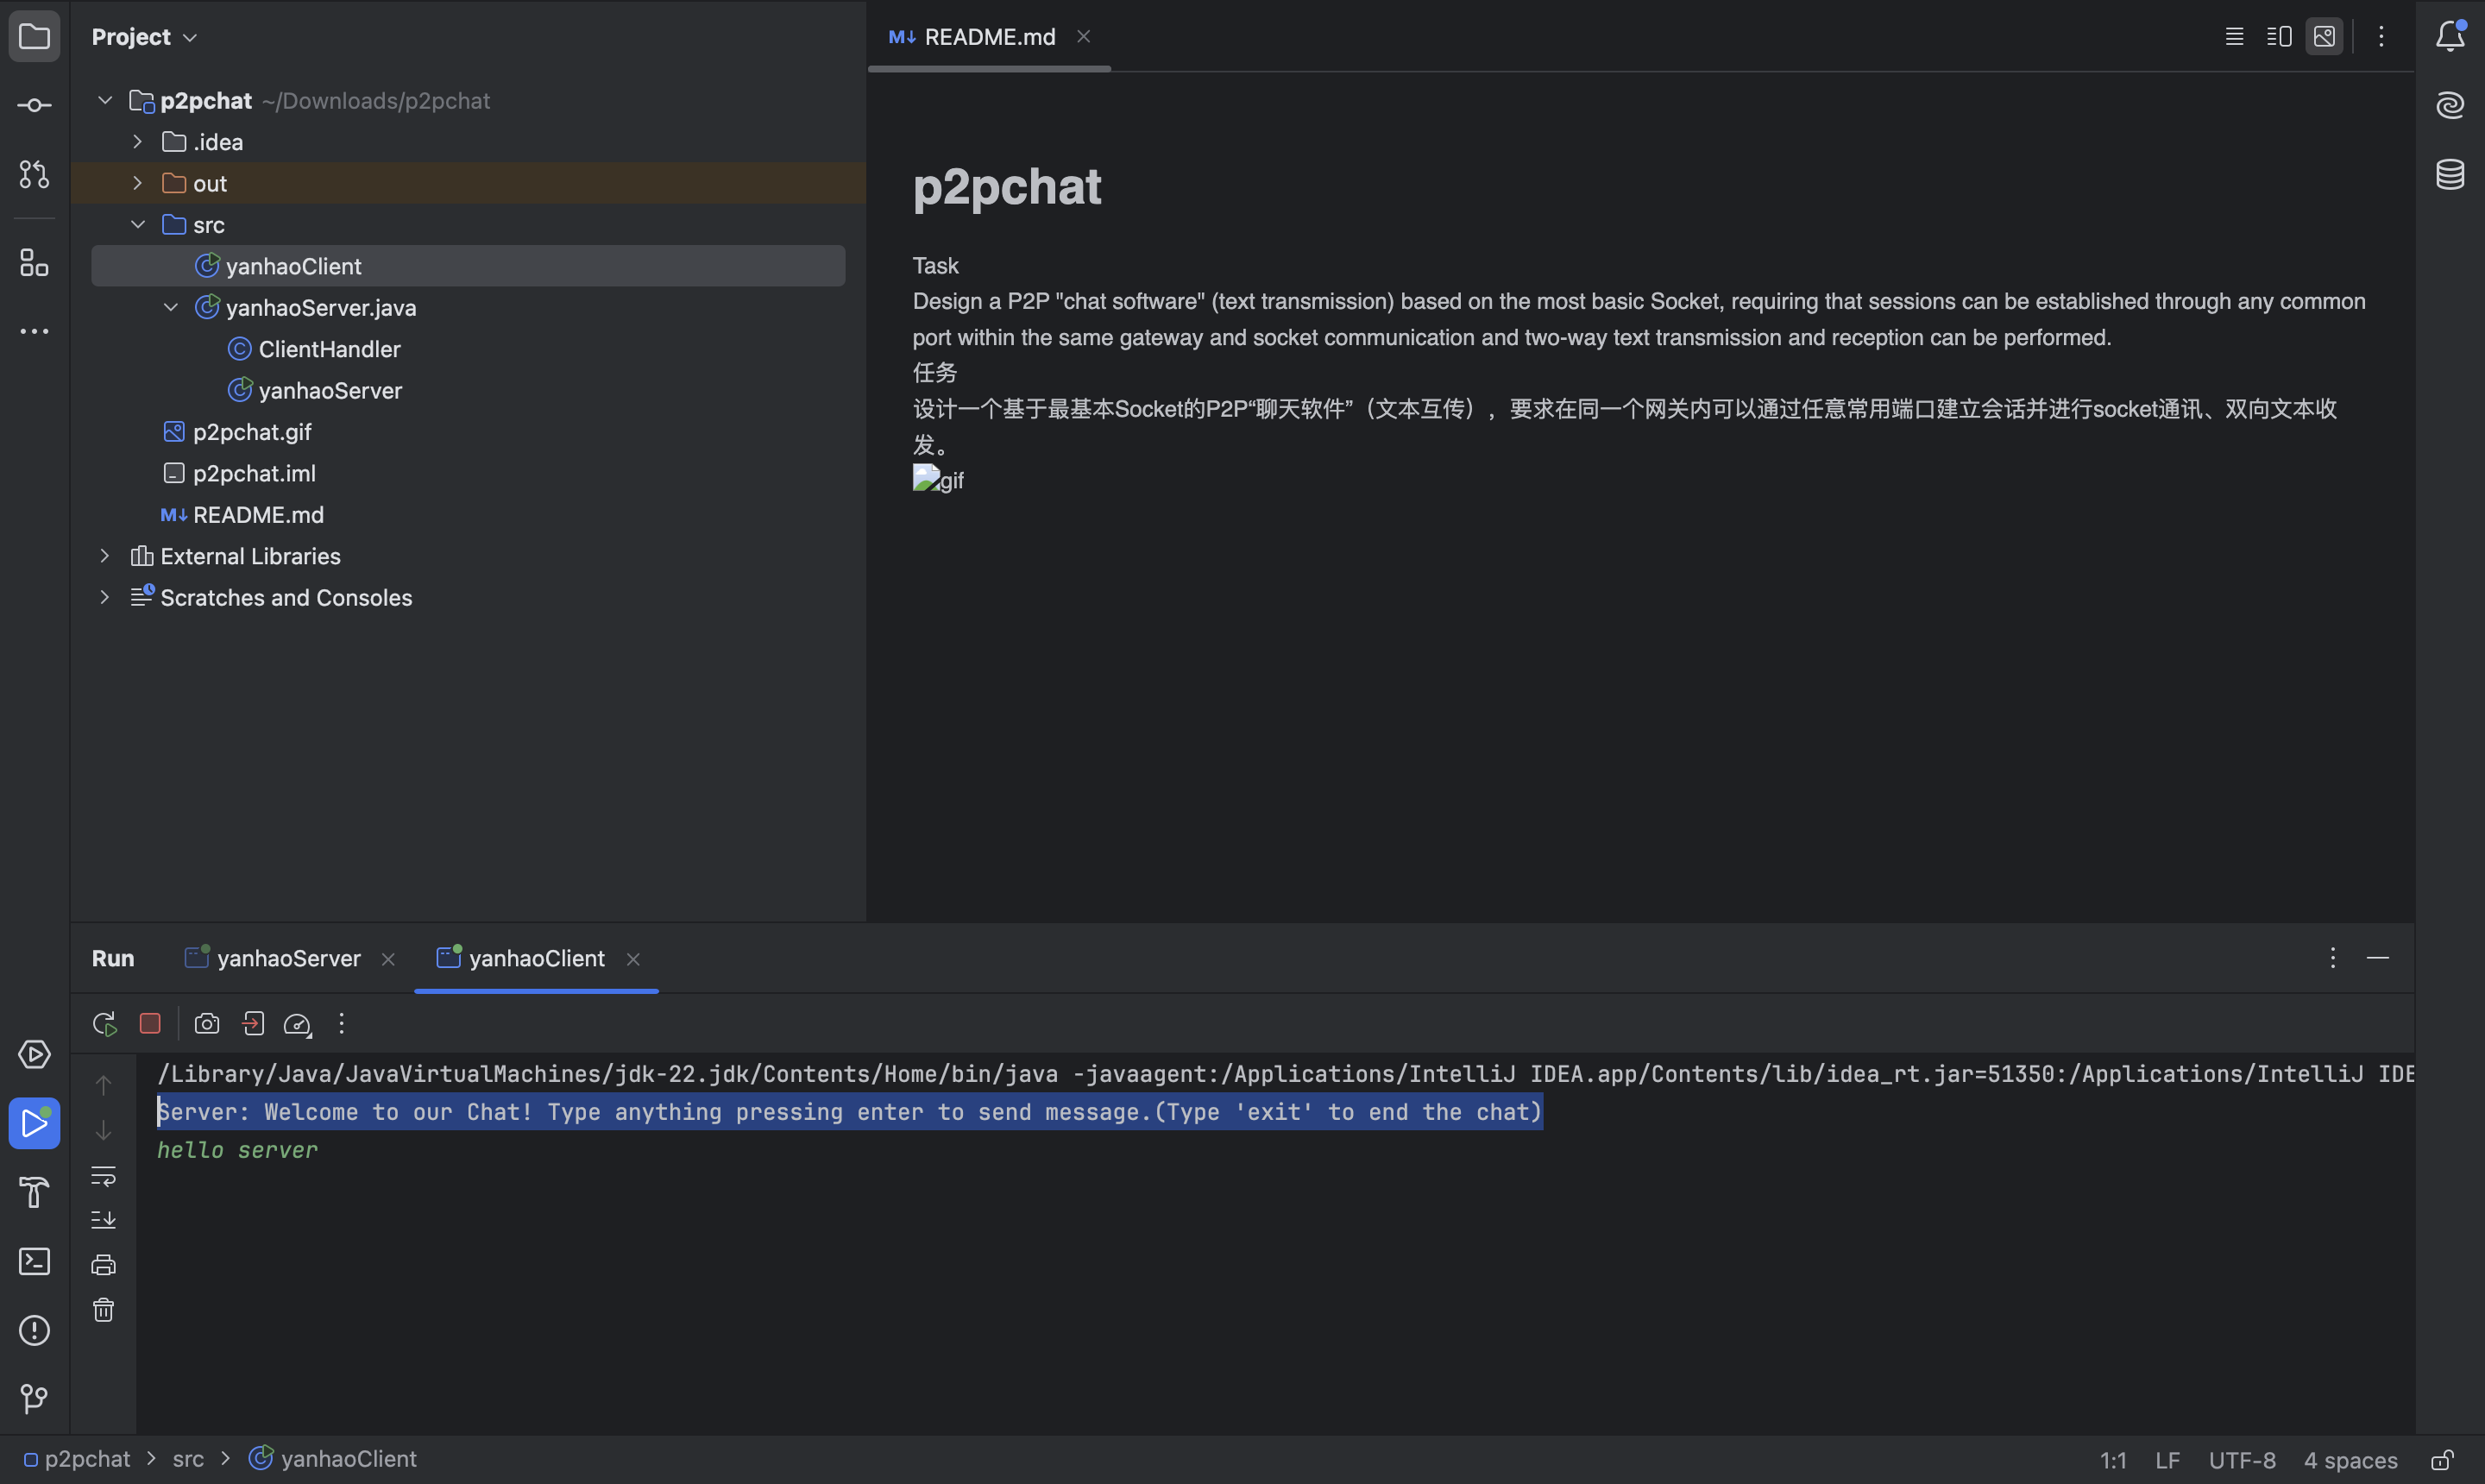 Project
p2pchat ~/Downloads/p2pchat
.idea
out
src
yanhaoClient
yanhaoServer.java
ClientHandler
yanhaoServer
p2pchat.gif
p2pchat.iml
M↓ README.md
External Libraries
Scratches and Consoles
M↓ README.md
p2pchat
Task
Design a P2P "chat software" (text transmission) based on the most basic Socket, requiring that sessions can be established through any common
port within the same gateway and socket communication and two-way text transmission and reception can be performed.
任务
设计一个基于最基本Socket的P2P“聊天软件”（文本互传），要求在同一个网关内可以通过任意常用端口建立会话并进行socket通讯、双向文本收
发。
gif
Run yanhaoServer yanhaoClient
/Library/Java/JavaVirtualMachines/jdk-22.jdk/Contents/Home/bin/java -javaagent:/Applications/IntelliJ IDEA.app/Contents/lib/idea_rt.jar=51350:/Applications/IntelliJ IDE
Server: Welcome to our Chat! Type anything pressing enter to send message.(Type 'exit' to end the chat)
hello server
p2pchat > src > yanhaoClient
1:1 LF UTF-8 4 spaces